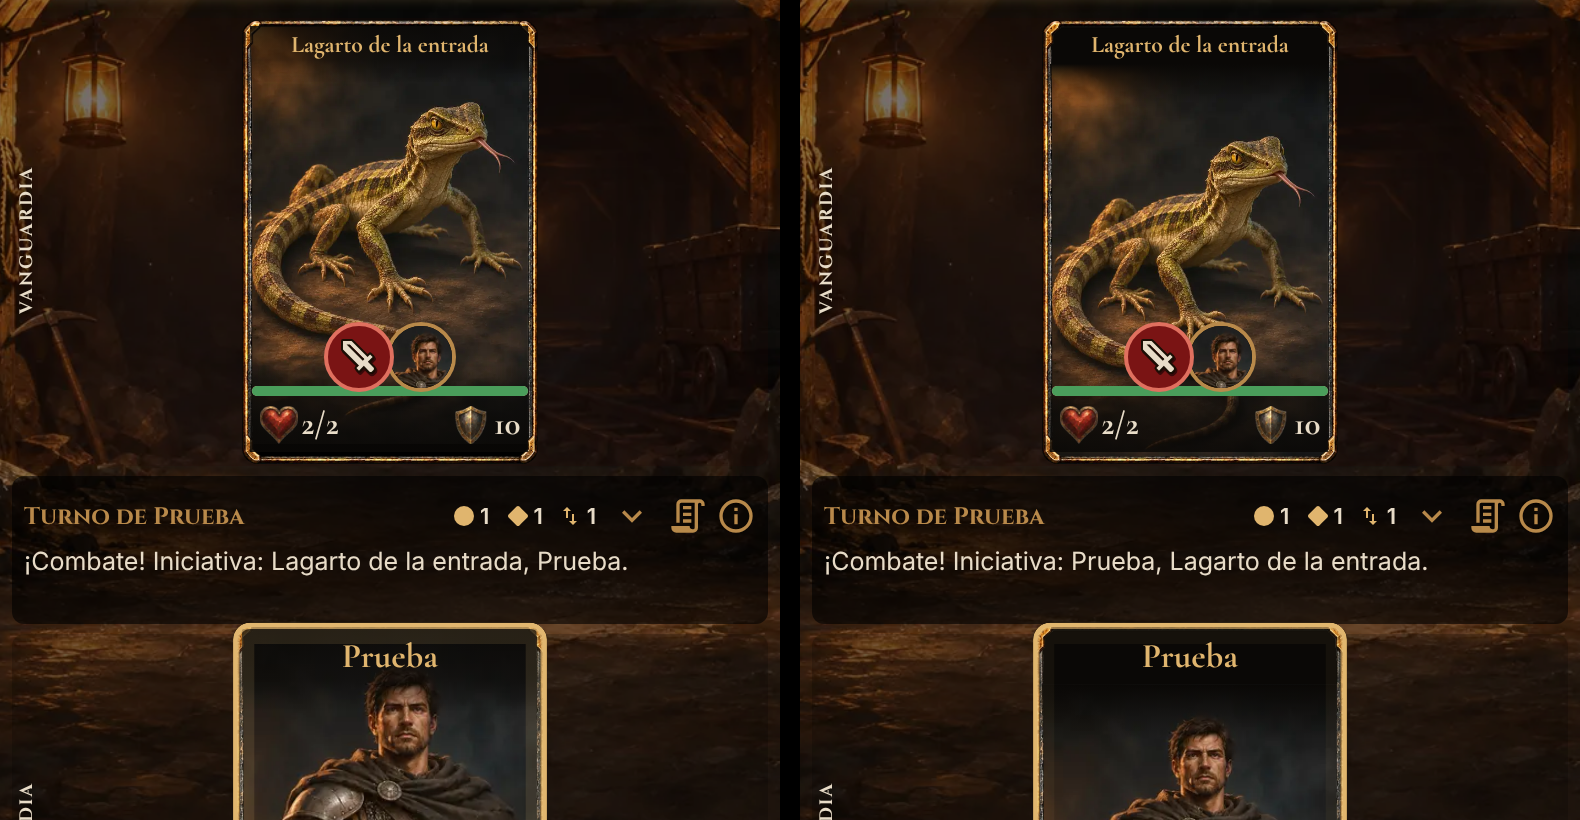 Lagarto de la entrada
VANGUARDIA
2/2
10
TURNO DE PRUEBA 1 1 1
¡Combate! Iniciativa: Lagarto de la entrada, Prueba.
Prueba
DIA
Lagarto de la entrada
VANGUARDIA
2/2
10
TURNO DE PRUEBA 1 1 1
¡Combate! Iniciativa: Prueba, Lagarto de la entrada.
Prueba
DIA